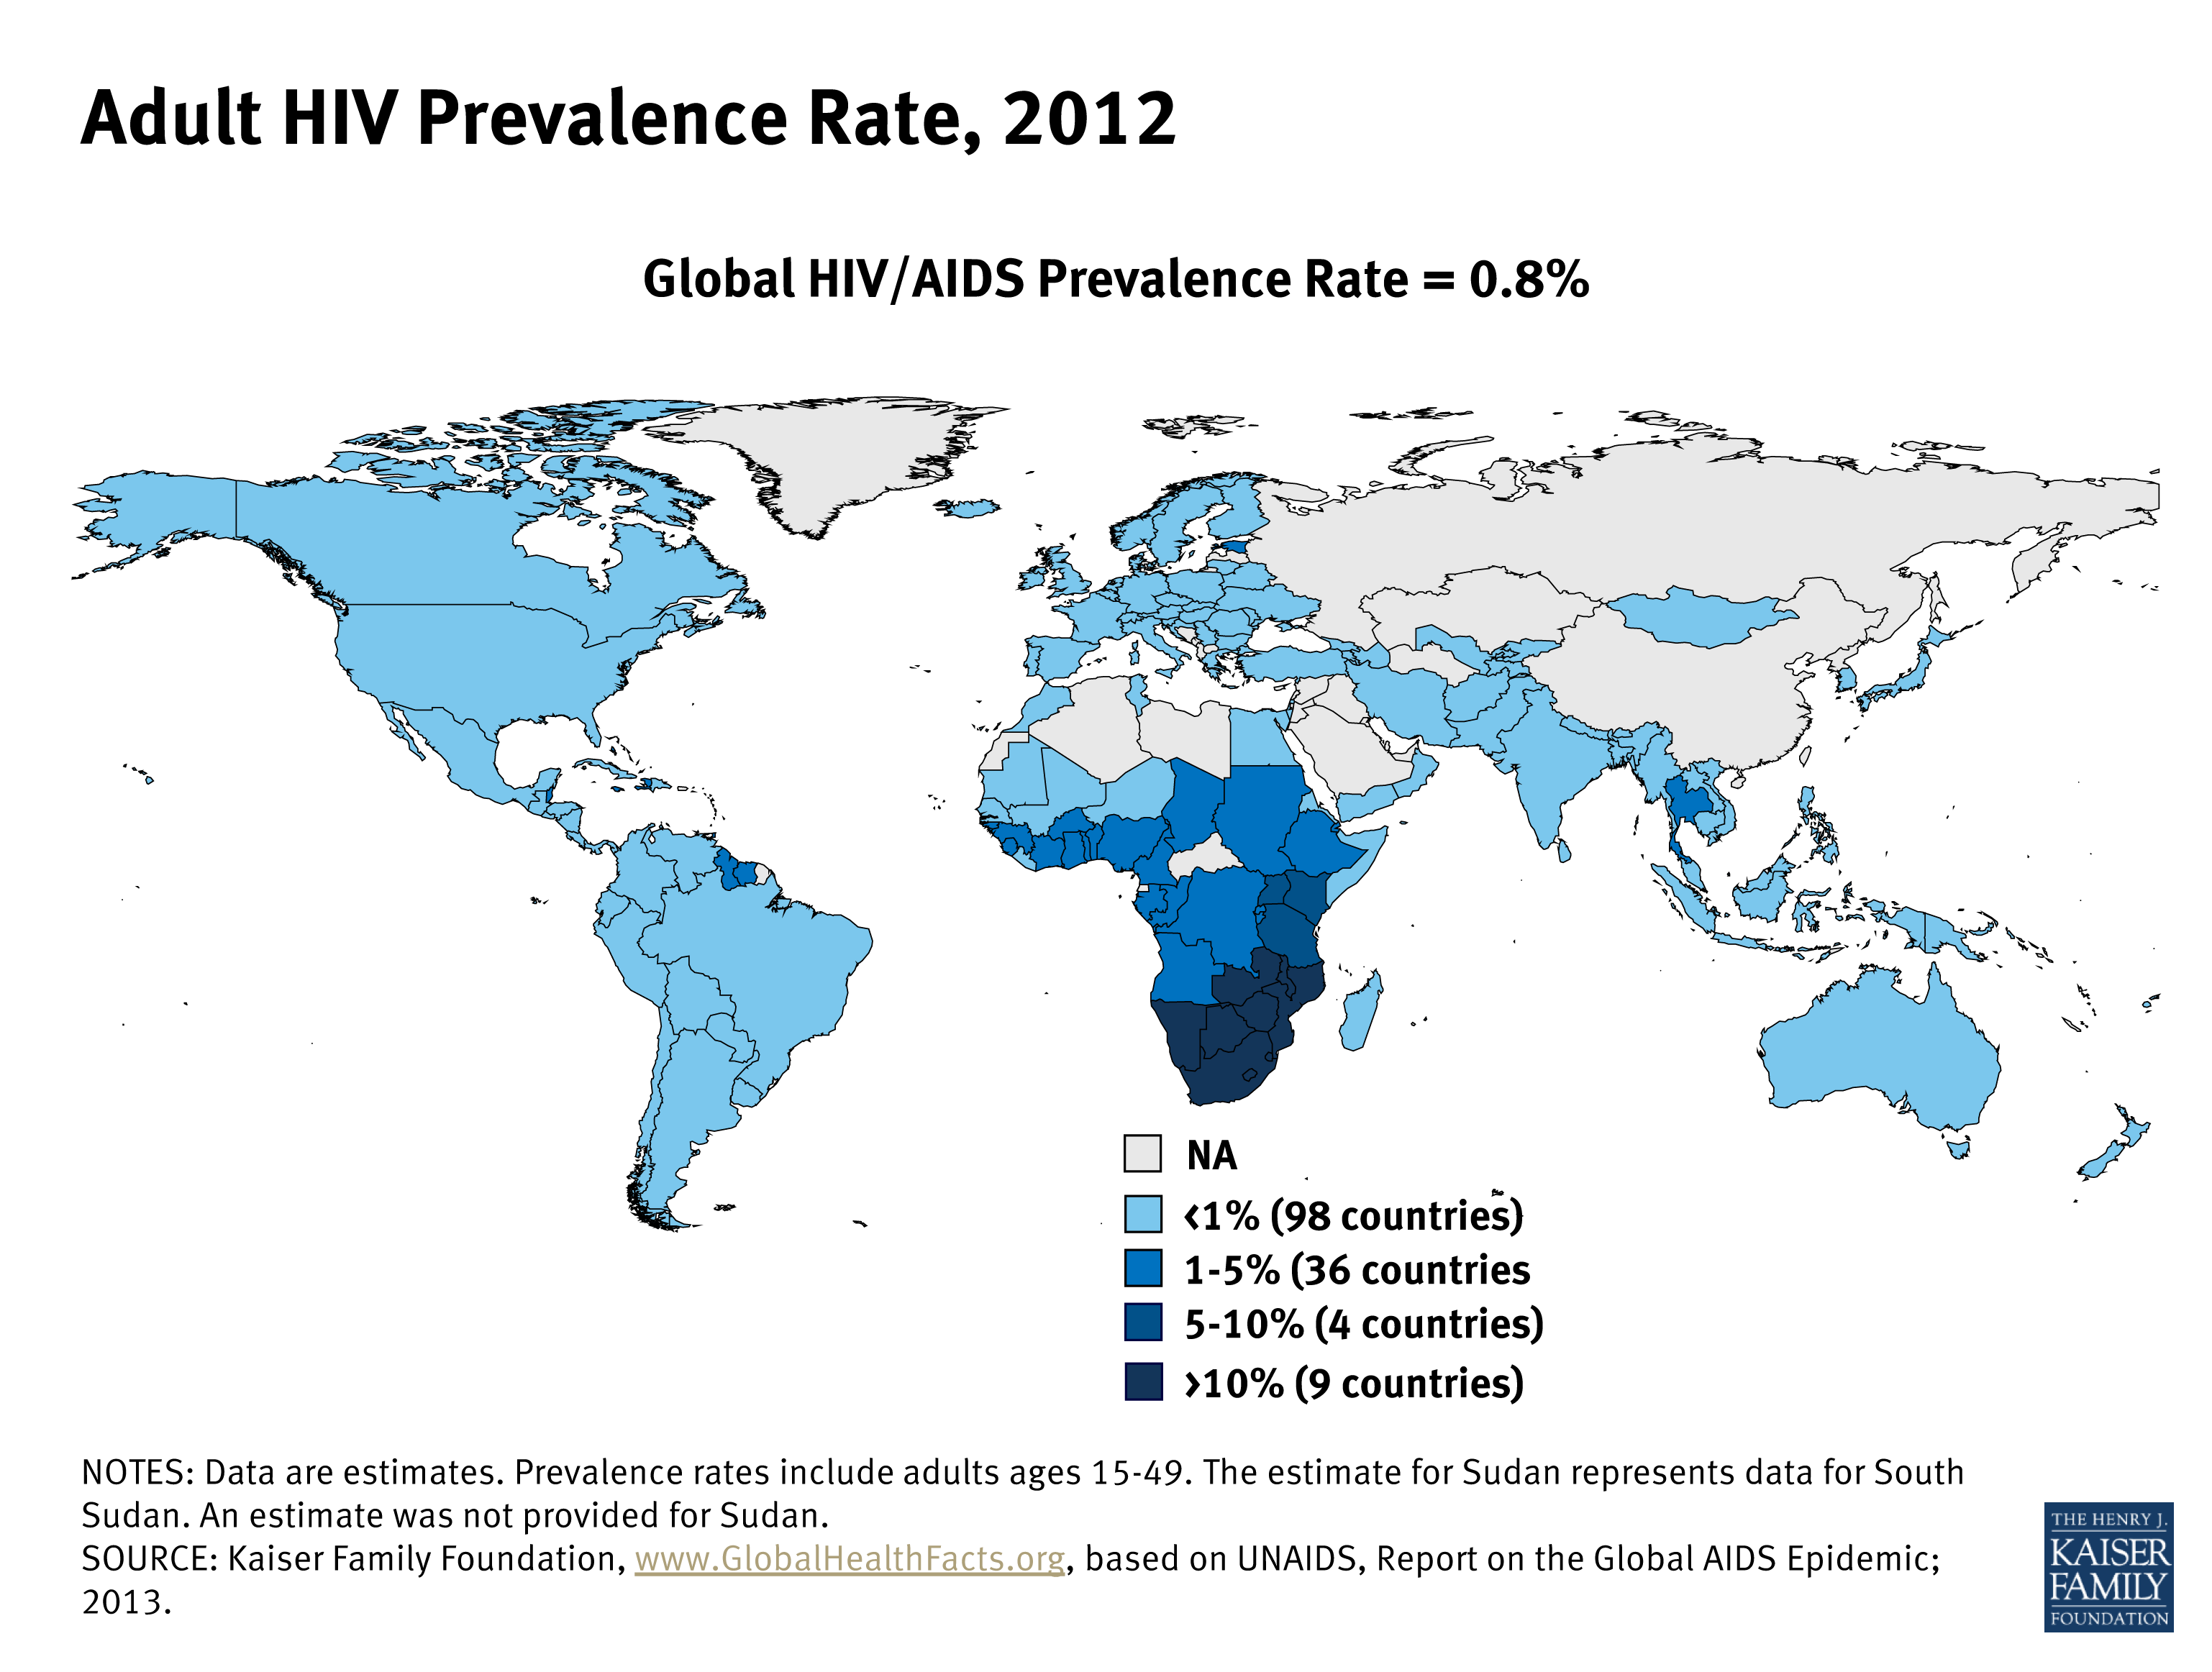 Adult HIV Prevalence Rate, 2012
Global HIV/AIDS Prevalence Rate = 0.8%
NA
<1% (98 countries)
1-5% (36 countries
5-10% (4 countries)
>10% (9 countries)
NOTES: Data are estimates. Prevalence rates include adults ages 15-49. The estimate for Sudan represents data for South
Sudan. An estimate was not provided for Sudan.
SOURCE: Kaiser Family Foundation, www.GlobalHealthFacts.org, based on UNAIDS, Report on the Global AIDS Epidemic;
2013.
THE HENRY J.
KAISER
FAMILY
FOUNDATION